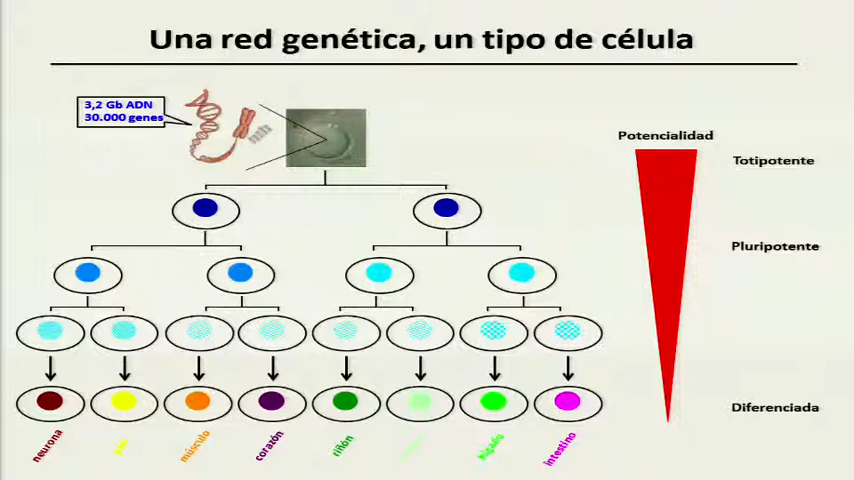 Una red genética, un tipo de célula
3,2 Gb ADN
30.000 genes
Potencialidad
Totipotente
Pluripotente
Diferenciada
neurona
músculo
corazón
riñón
hígado
intestino